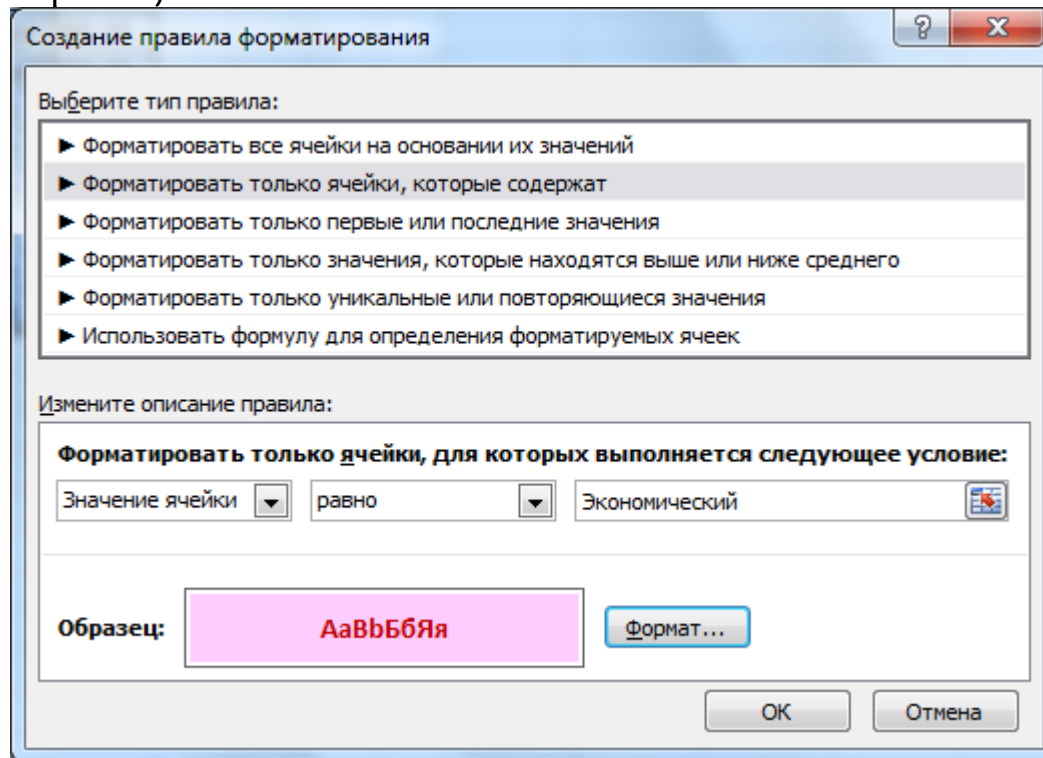 Создание правила форматирования
Выберите тип правила:
► Форматировать все ячейки на основании их значений
► Форматировать только ячейки, которые содержат
► Форматировать только первые или последние значения
► Форматировать только значения, которые находятся выше или ниже среднего
► Форматировать только уникальные или повторяющиеся значения
► Использовать формулу для определения форматируемых ячеек
Измените описание правила:
Форматировать только ячейки, для которых выполняется следующее условие:
Значение ячейки равно Экономический
Образец: АаВbБбЯя Формат...
ОК Отмена